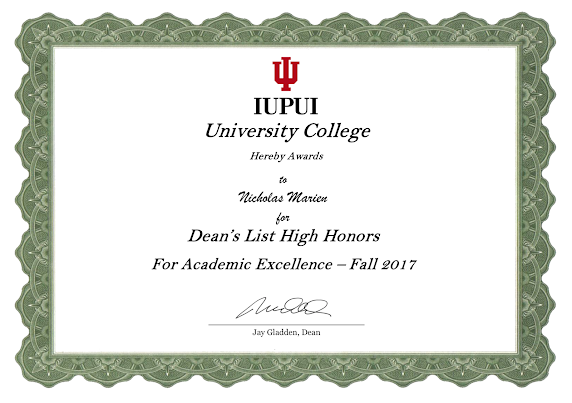 IUPUI
University College
Hereby Awards
to
Nicholas Marien
for
Dean's List High Honors
For Academic Excellence – Fall 2017
Jay Gladden, Dean